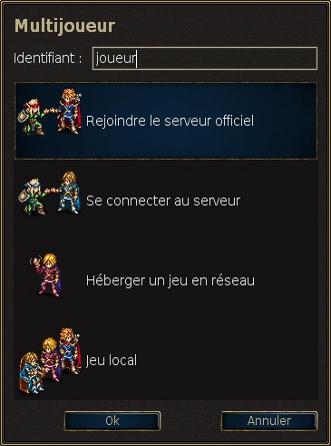 Multijoueur
Identifiant : joueur
Rejoindre le serveur officiel
Se connecter au serveur
Héberger un jeu en réseau
Jeu local
Ok Annuler